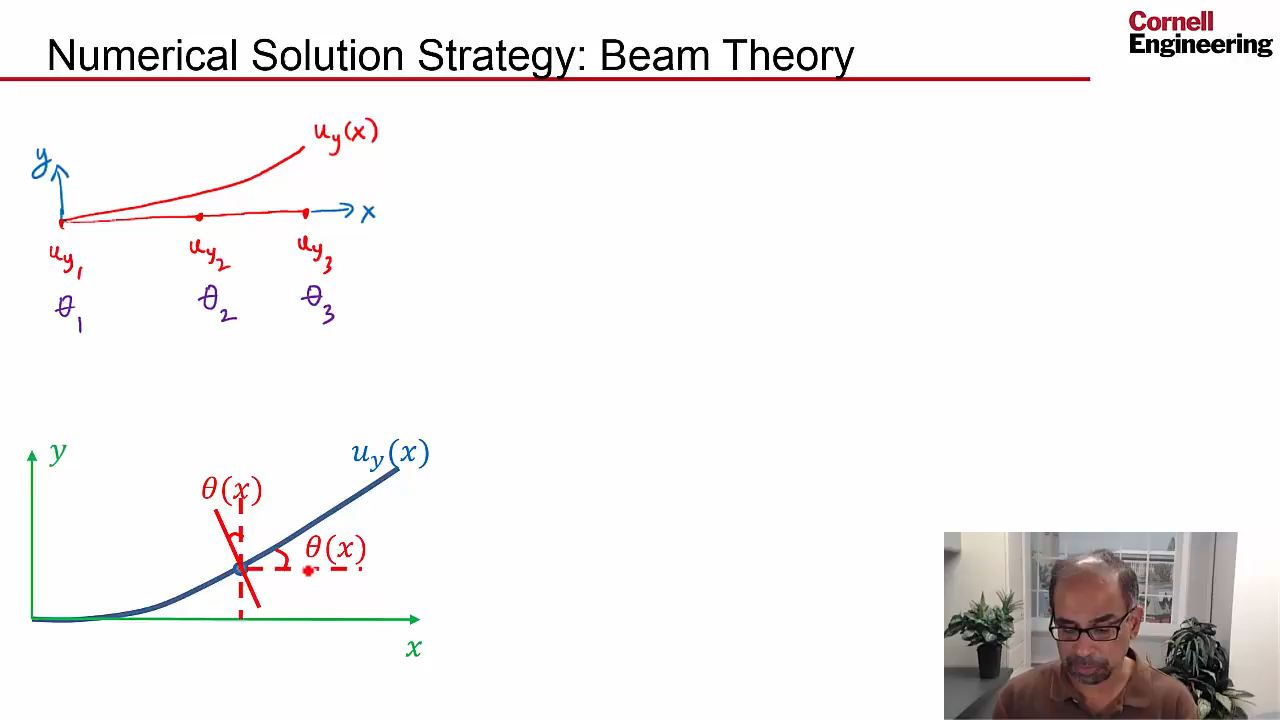 Numerical Solution Strategy: Beam Theory
Cornell
Engineering
u_y(x)
y
x
u_y₁ u_y₂ u_y₃
θ₁ θ₂ θ₃
y
u_y(x)
θ(x)
θ(x)
x